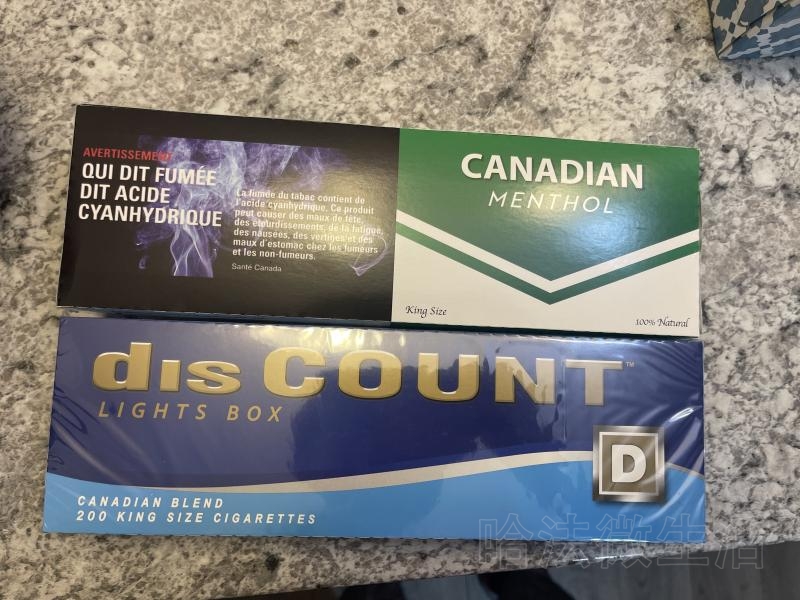 AVERTISSEMENT
QUI DIT FUMÉE
DIT ACIDE
CYANHYDRIQUE
La fumée du tabac contient de
l'acide cyanhydrique. Ce produit
peut causer des maux de tête,
des étourdissements, de la fatigue,
des nausées, des vertiges et des
maux d'estomac chez les fumeurs
et les non-fumeurs.
Santé Canada
CANADIAN
MENTHOL
King Size
100% Natural
dis COUNT™
LIGHTS BOX
D
CANADIAN BLEND
200 KING SIZE CIGARETTES
哈法微生活